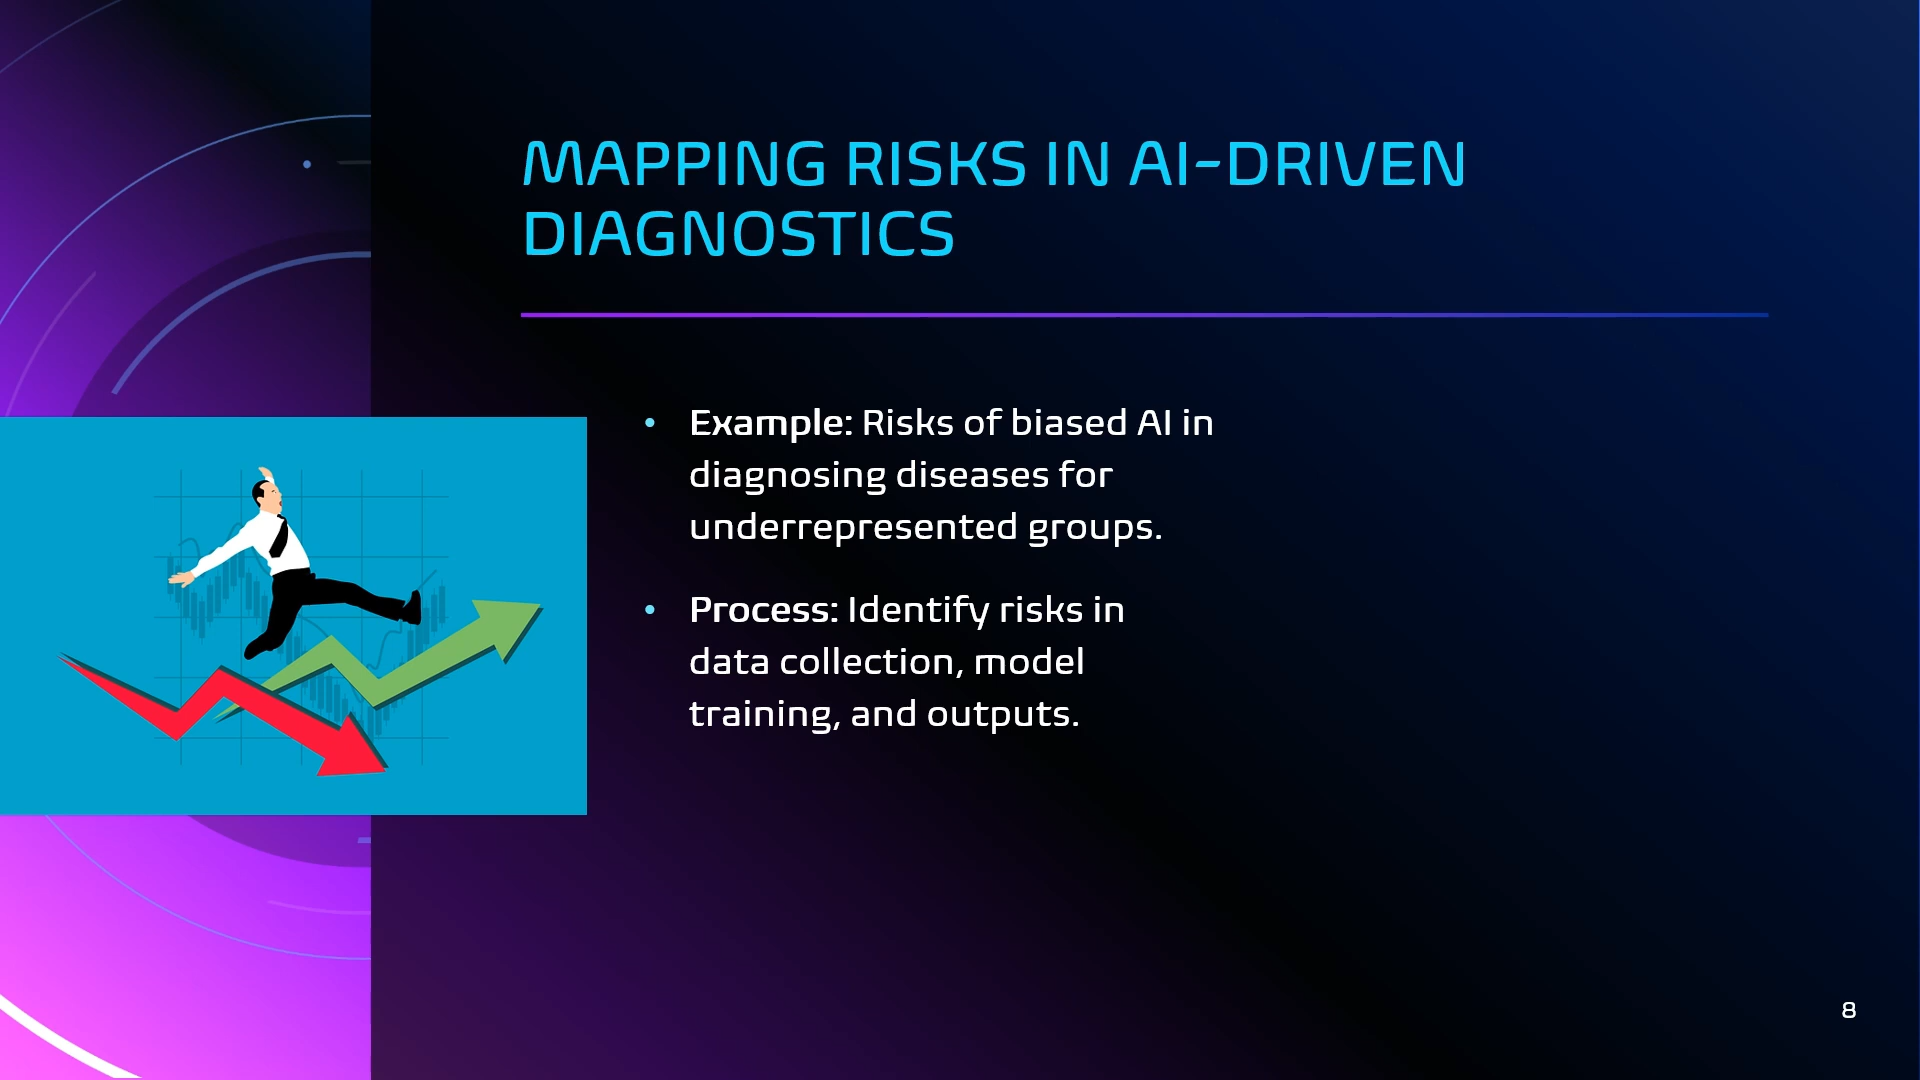 MAPPING RISKS IN AI-DRIVEN
DIAGNOSTICS
• Example: Risks of biased AI in
diagnosing diseases for
underrepresented groups.
• Process: Identify risks in
data collection, model
training, and outputs.
8